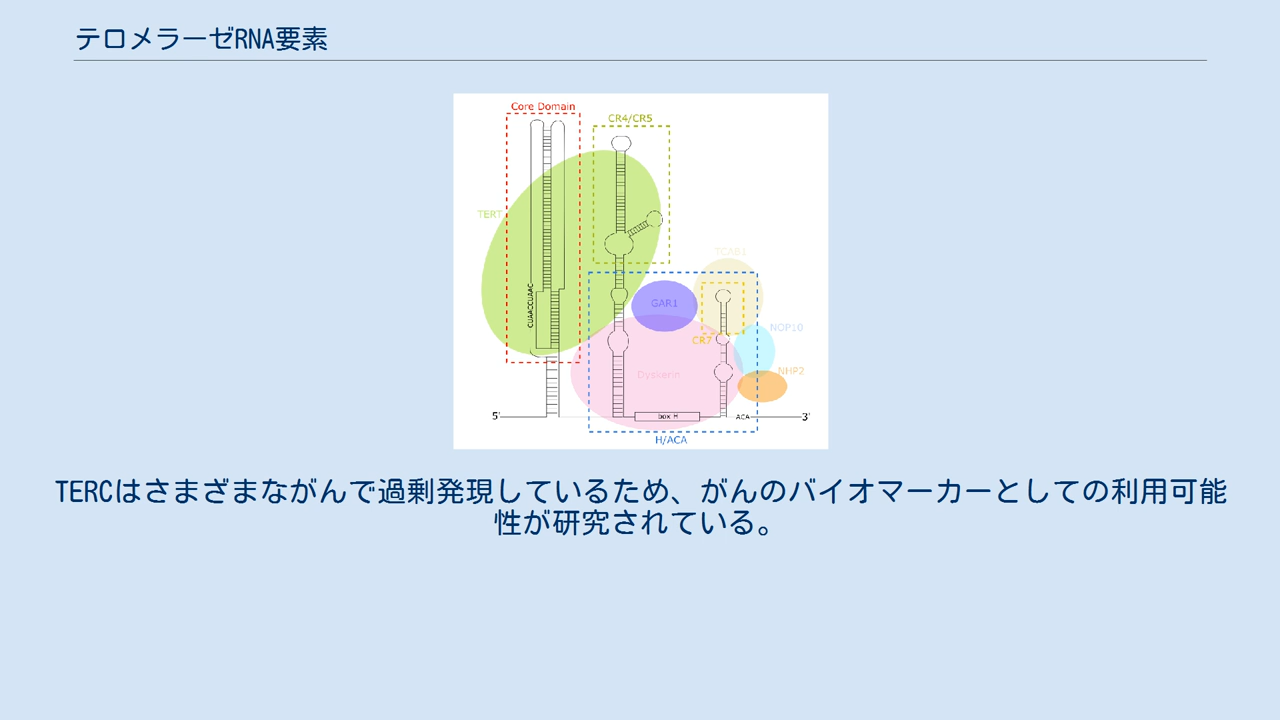 テロメラーゼRNA要素
Core Domain
CR4/CR5
TERT
TCAB1
CUAACCUAAC
GAR1
NOP10
CR7
NHP2
Dyskerin
5'
box H
ACA
3'
H/ACA
TERCはさまざまながんで過剰発現しているため、がんのバイオマーカーとしての利用可能
性が研究されている。